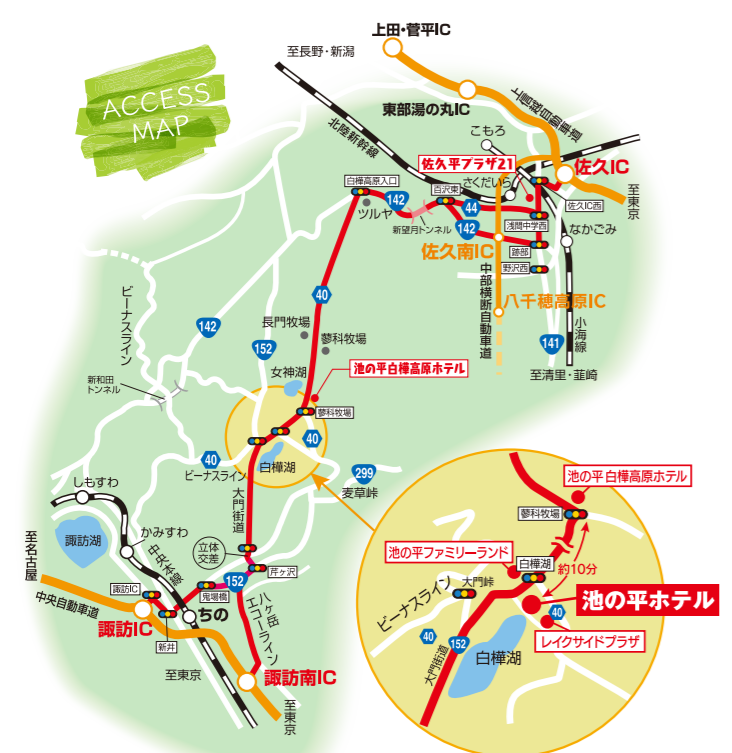 ACCESS
MAP
上田・菅平IC
至長野・新潟
東部湯の丸IC
上信越自動車道
北陸新幹線
こもろ
佐久平プラザ21
佐久IC
さくだいら
至東京
佐久IC西
白樺高原入口
142
ツルヤ
百沢東
44
新望月トンネル
142
浅間中学西
なかごみ
佐久南IC
跡部
野沢西
中部横断自動車道
八千穂高原IC
小海線
141
至清里・韮崎
40
ビーナスライン
142
152
長門牧場
蓼科牧場
女神湖
池の平白樺高原ホテル
新和田
トンネル
蓼科牧場
40
40
ビーナスライン
白樺湖
299
麦草峠
大門街道
しもすわ
かみすわ
諏訪湖
至名古屋
中央本線
立体
交差
芹ヶ沢
152
鬼場橋
諏訪IC
中央自動車道
諏訪IC
ちの
新井
八ヶ岳
エコーライン
至東京
諏訪南IC
至東京
池の平白樺高原ホテル
蓼科牧場
池の平ファミリーランド
白樺湖
約10分
ビーナスライン
大門峠
池の平ホテル
40
40
152
レイクサイドプラザ
大門街道
白樺湖